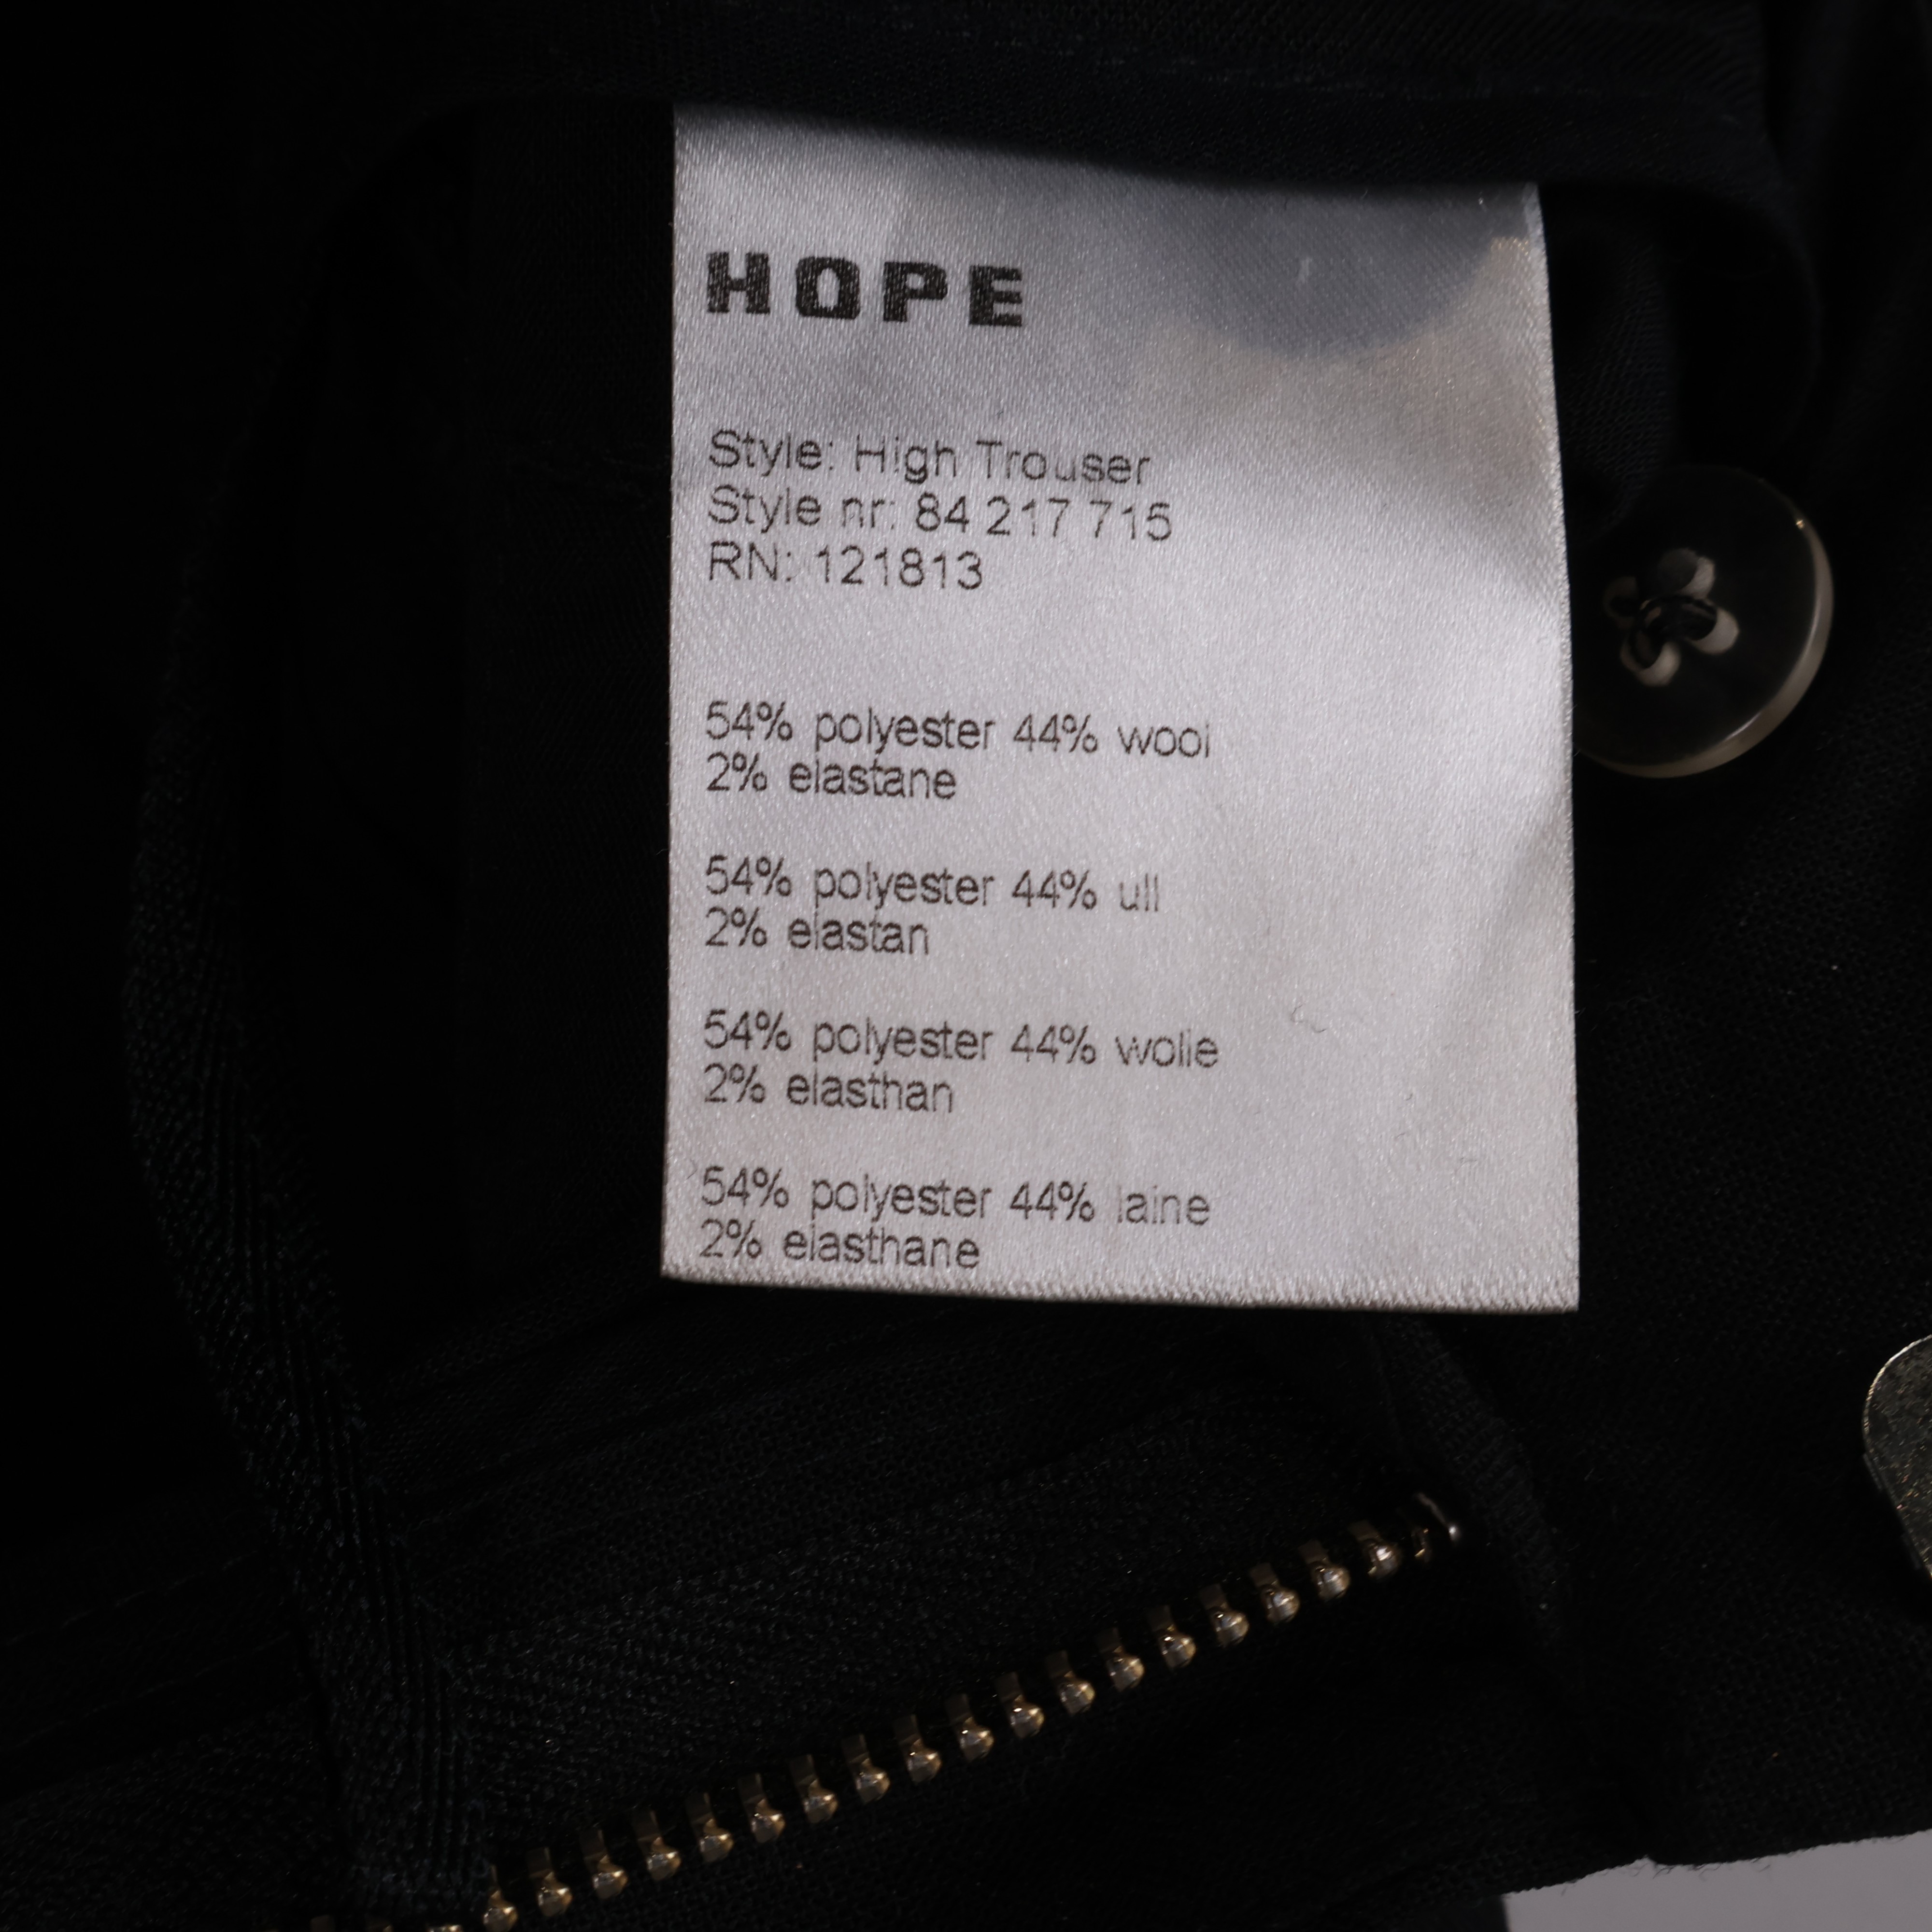 HOPE
Style: High Trouser
Style nr: 84 217 715
RN: 121813
54% polyester 44% wool
2% elastane
54% polyester 44% ull
2% elastan
54% polyester 44% wolle
2% elasthan
54% polyester 44% laine
2% elasthane